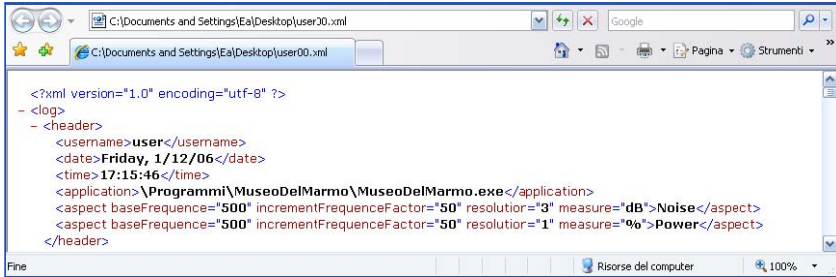 C:\Documents and Settings\Ea\Desktop\user00.xml
Google
C:\Documents and Settings\Ea\Desktop\user00.xml
Pagina
Strumenti
»
<?xml version="1.0" encoding="utf-8" ?>
- <log>
- <header>
<username>user</username>
<date>Friday, 1/12/06</date>
<time>17:15:46</time>
<application>\Programmi\MuseoDelMarmo\MuseoDelMarmo.exe</application>
<aspect baseFrequence="500" incrementFrequenceFactor="50" resolution="3" measure="dB">Noise</aspect>
<aspect baseFrequence="500" incrementFrequenceFactor="50" resolution="1" measure="%">Power</aspect>
</header>
Fine
Risorse del computer
100%